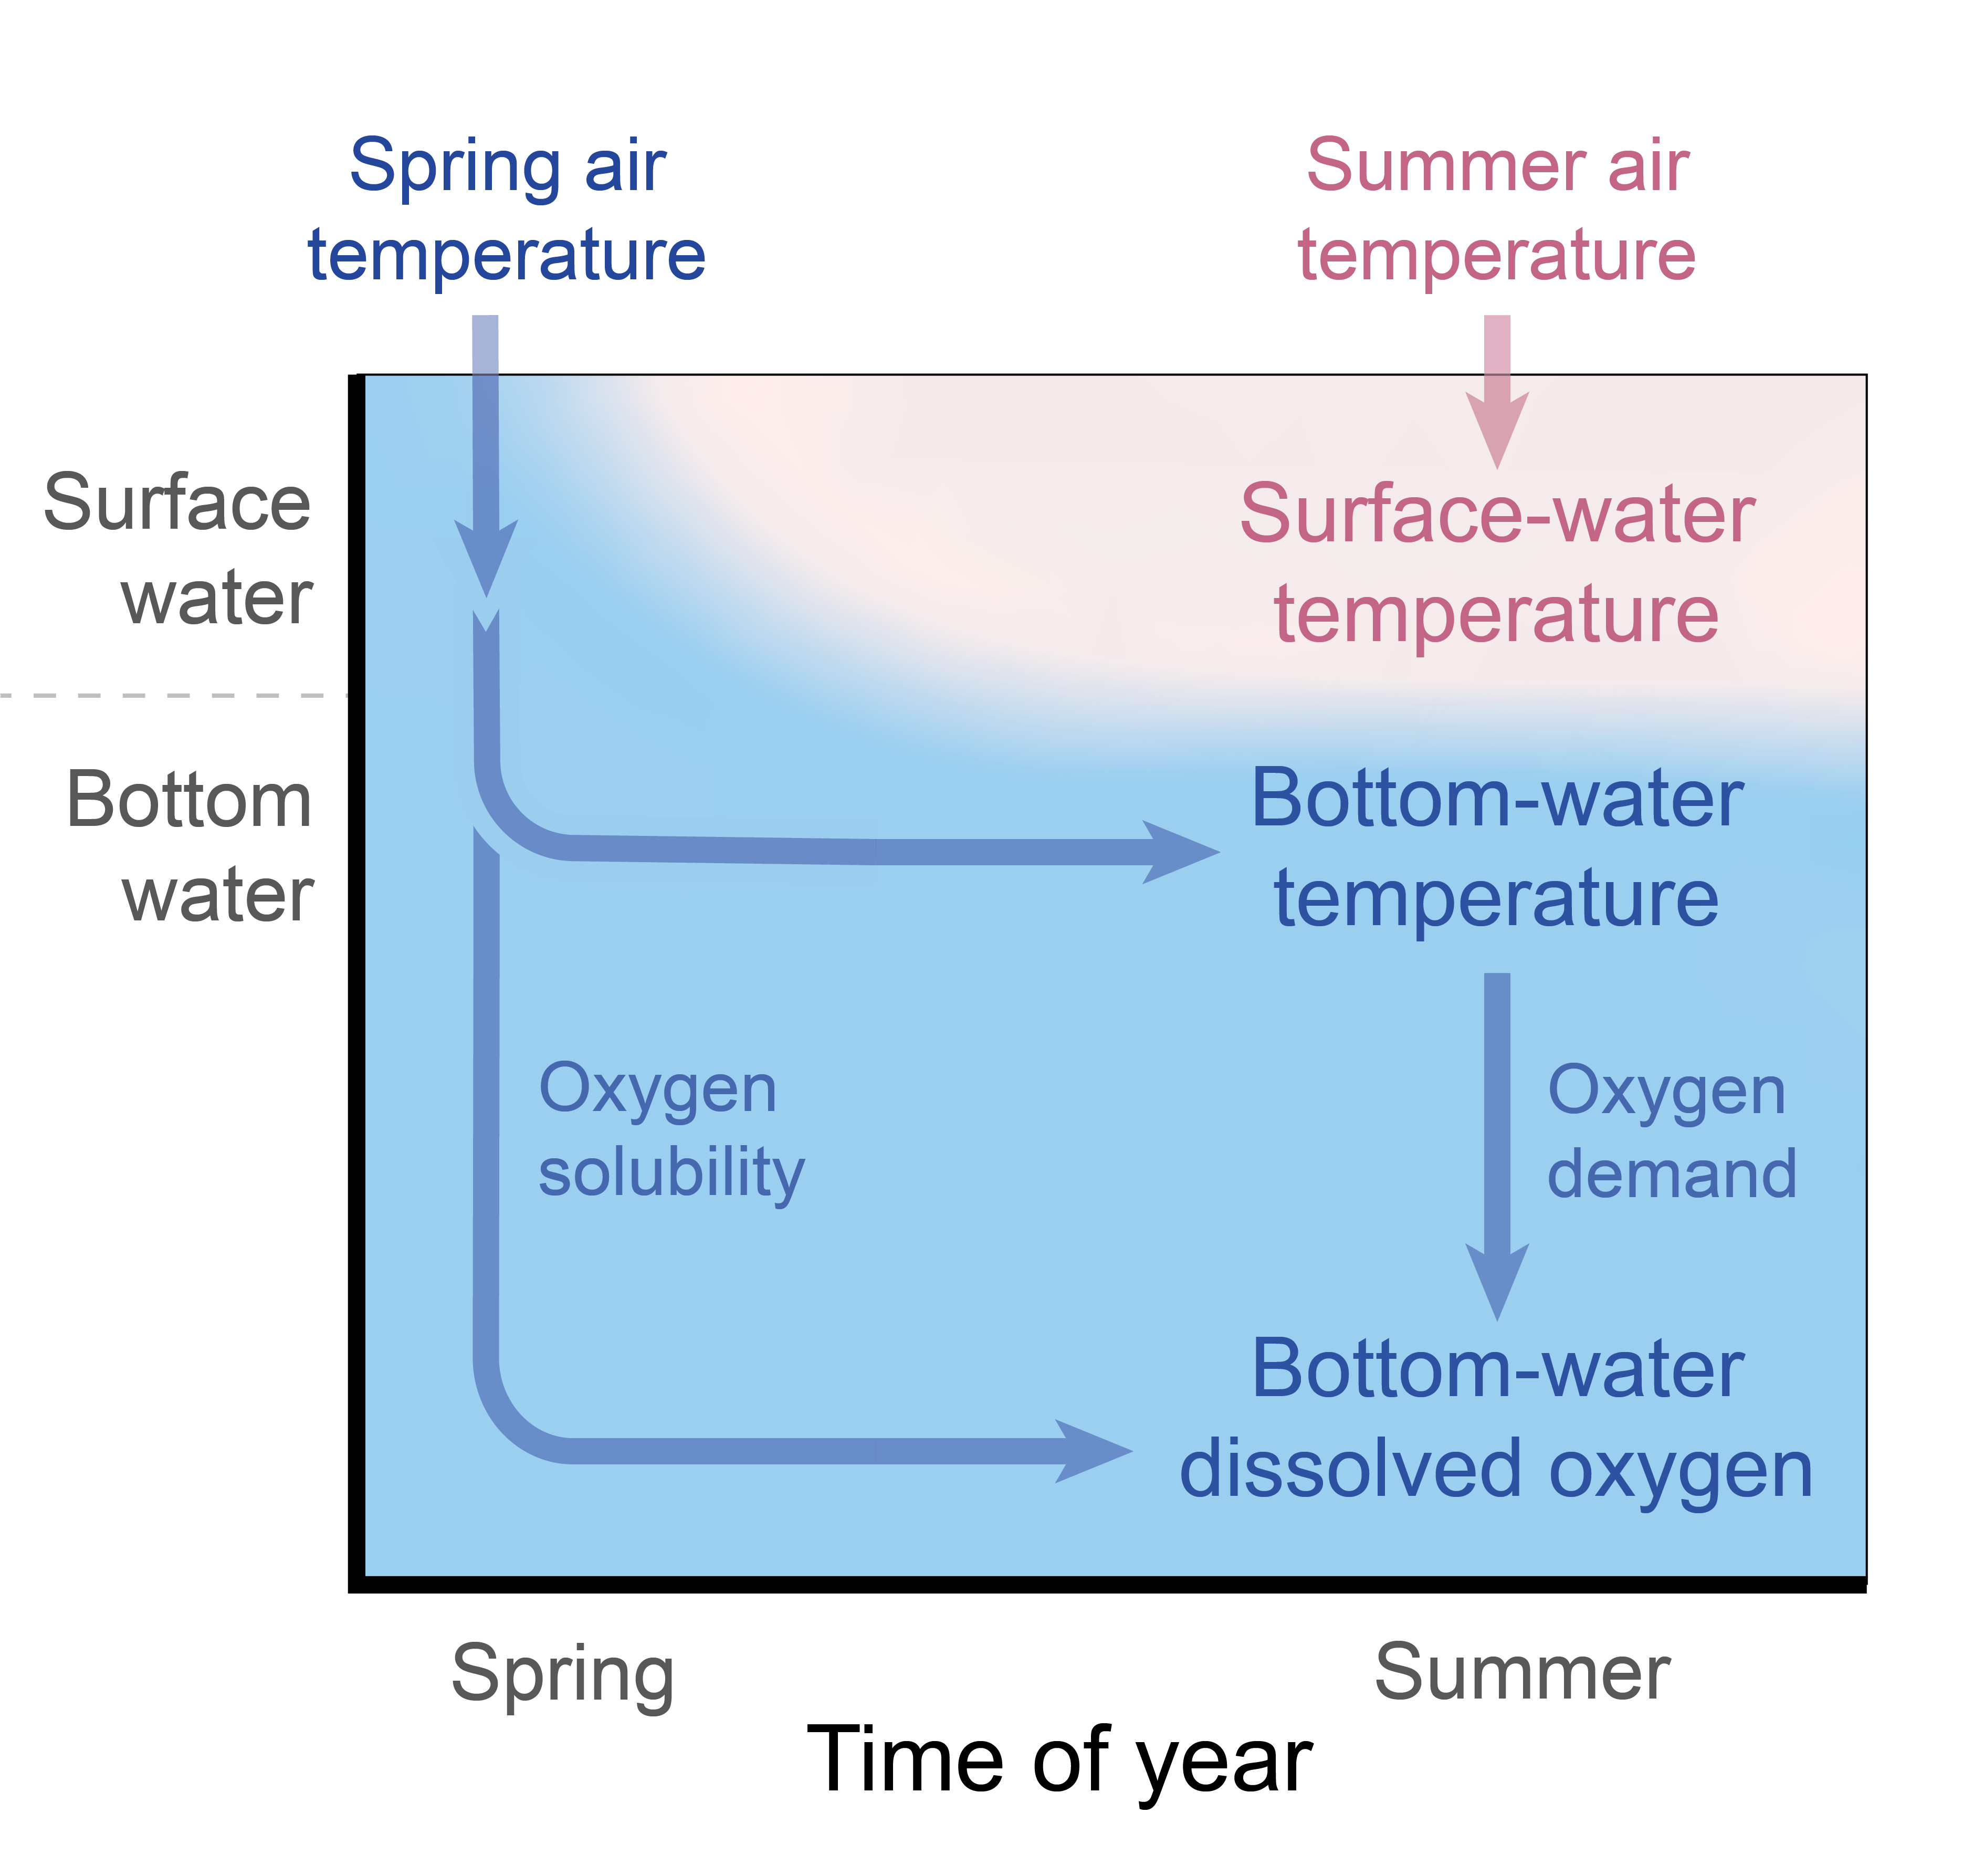 Spring air
temperature
Summer air
temperature
Surface
water
Surface-water
temperature
Bottom
water
Bottom-water
temperature
Oxygen
solubility
Oxygen
demand
Bottom-water
dissolved oxygen
Spring
Summer
Time of year